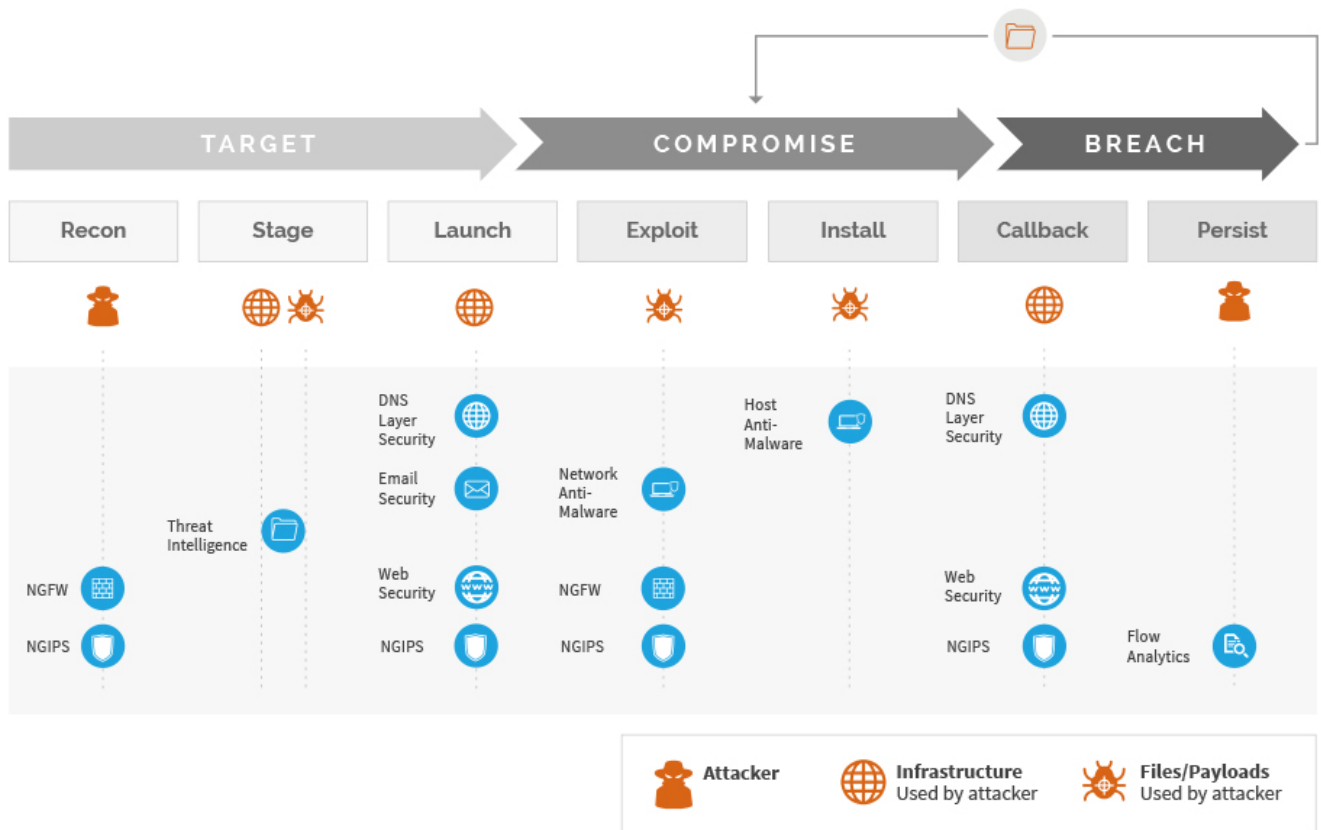 TARGET
COMPROMISE
BREACH
Recon
Stage
Launch
Exploit
Install
Callback
Persist
NGFW
NGIPS
Threat
Intelligence
DNS
Layer
Security
Email
Security
Web
Security
WWW
NGIPS
Network
Anti-
Malware
NGFW
NGIPS
Host
Anti-
Malware
DNS
Layer
Security
Web
Security
WWW
NGIPS
Flow
Analytics
Attacker
Infrastructure
Used by attacker
Files/Payloads
Used by attacker